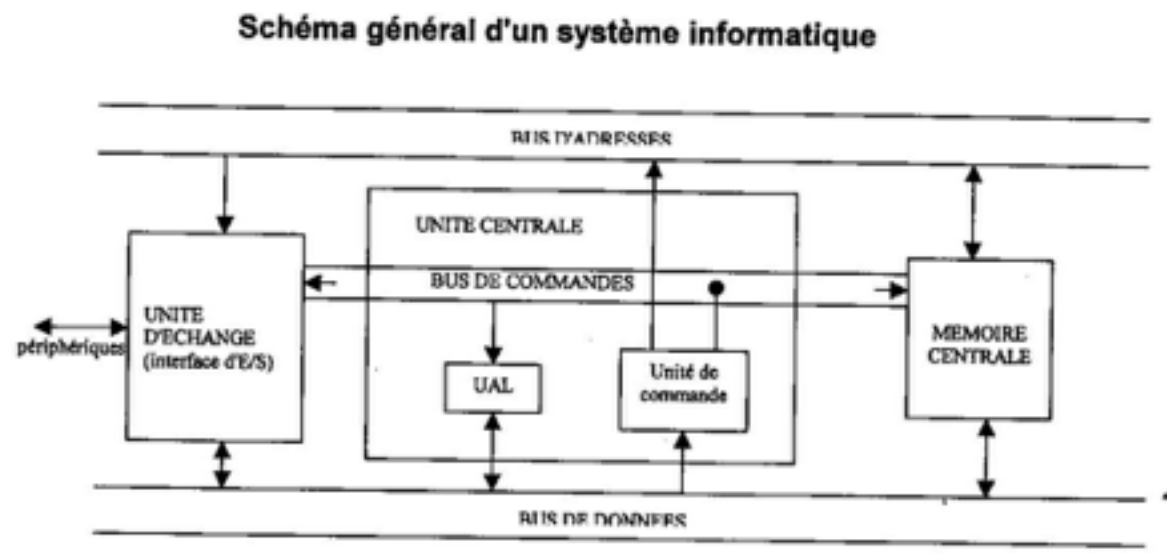 Schéma général d'un système informatique
BUS D'ADRESSES
UNITE CENTRALE
BUS DE COMMANDES
UNITE
D'ECHANGE
(interface d'E/S)
périphériques
MEMOIRE
CENTRALE
UAL
Unité de
commande
BUS DE DONNEES